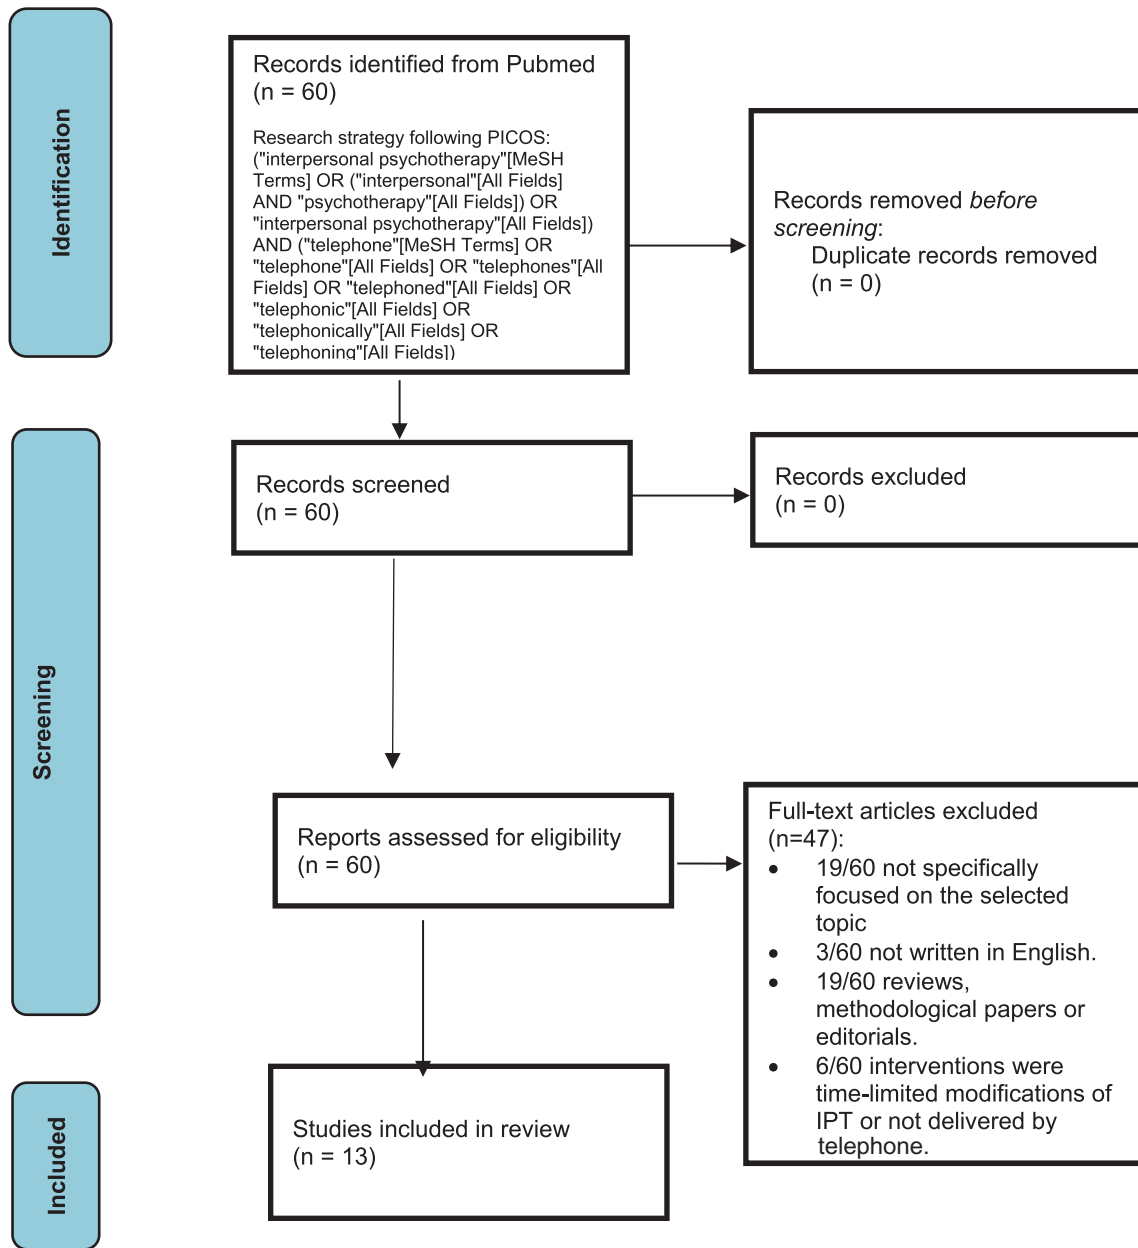 Identification
Records identified from Pubmed
(n = 60)
Research strategy following PICOS:
("interpersonal psychotherapy"[MeSH
Terms] OR ("interpersonal"[All Fields]
AND "psychotherapy"[All Fields]) OR
"interpersonal psychotherapy"[All Fields])
AND ("telephone"[MeSH Terms] OR
"telephone"[All Fields] OR "telephones"[All
Fields] OR "telephoned"[All Fields] OR
"telephonic"[All Fields] OR
"telephonically"[All Fields] OR
"telephoning"[All Fields])
Records removed before
screening:
Duplicate records removed
(n = 0)
Screening
Records screened
(n = 60)
Records excluded
(n = 0)
Reports assessed for eligibility
(n = 60)
Full-text articles excluded
(n=47):
• 19/60 not specifically
focused on the selected
topic
• 3/60 not written in English.
• 19/60 reviews,
methodological papers or
editorials.
• 6/60 interventions were
time-limited modifications of
IPT or not delivered by
telephone.
Included
Studies included in review
(n = 13)